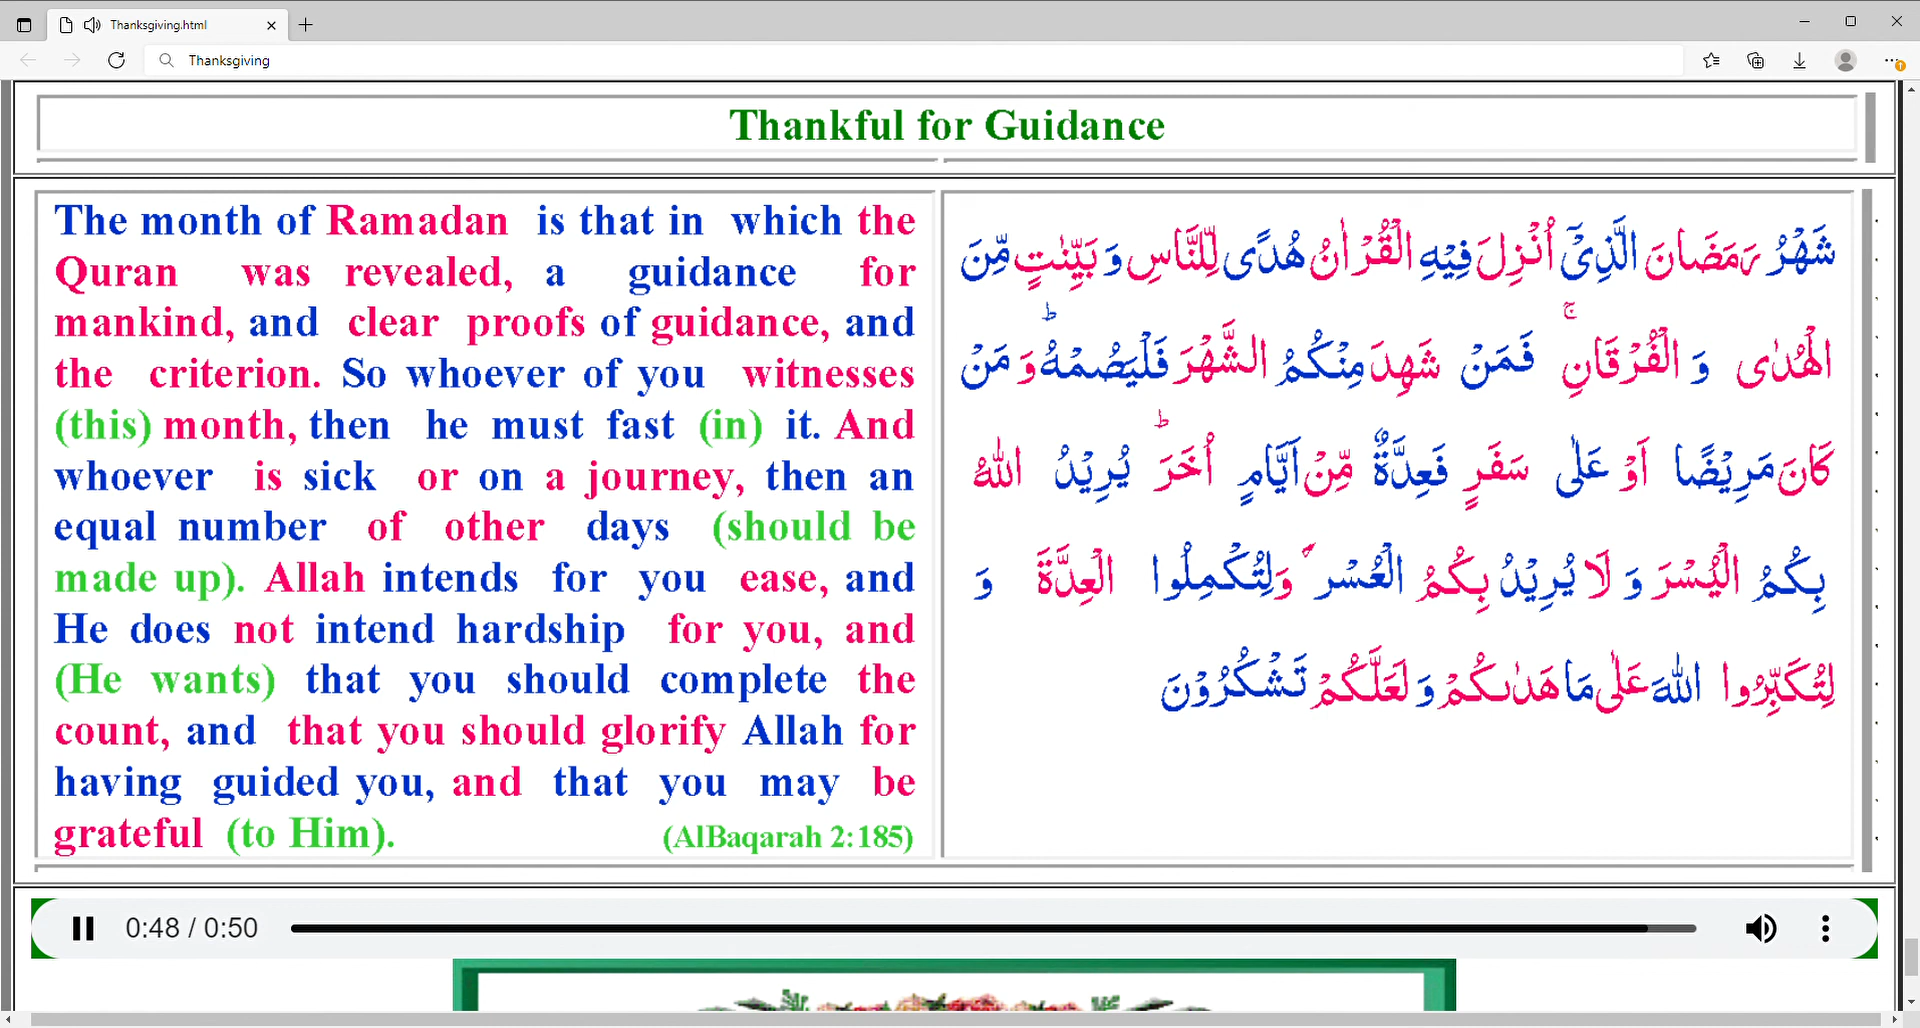 Thanksgiving.html
Thanksgiving
Thankful for Guidance
The month of Ramadan is that in which the
Quran was revealed, a guidance for
mankind, and clear proofs of guidance, and
the criterion. So whoever of you witnesses
(this) month, then he must fast (in) it. And
whoever is sick or on a journey, then an
equal number of other days (should be
made up). Allah intends for you ease, and
He does not intend hardship for you, and
(He wants) that you should complete the
count, and that you should glorify Allah for
having guided you, and that you may be
grateful (to Him). (AlBaqarah 2:185)
شَهْرُ رَمَضَانَ الَّذِىْٓ اُنْزِلَ فِيْهِ الْقُرْاٰنُ هُدًى لِّلنَّاسِ وَ بَيِّنٰتٍ مِّنَ
الْهُدٰى وَ الْفُرْقَانِ ۚ فَمَنْ شَهِدَ مِنْكُمُ الشَّهْرَ فَلْيَصُمْهُ ؕ وَ مَنْ
كَانَ مَرِيْضًا اَوْ عَلٰى سَفَرٍ فَعِدَّةٌ مِّنْ اَيَّامٍ اُخَرَ ؕ يُرِيْدُ اللّٰهُ
بِكُمُ الْيُسْرَ وَ لَا يُرِيْدُ بِكُمُ الْعُسْرَ وَ لِتُكْمِلُوا الْعِدَّةَ وَ
لِتُكَبِّرُوا اللّٰهَ عَلٰى مَا هَدٰىكُمْ وَ لَعَلَّكُمْ تَشْكُرُوْنَ
0:48 / 0:50